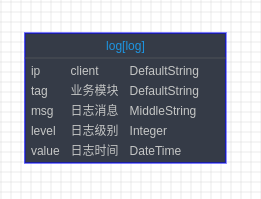 log[log]
ip client DefaultString
tag 业务模块 DefaultString
msg 日志消息 MiddleString
level 日志级别 Integer
value 日志时间 DateTime